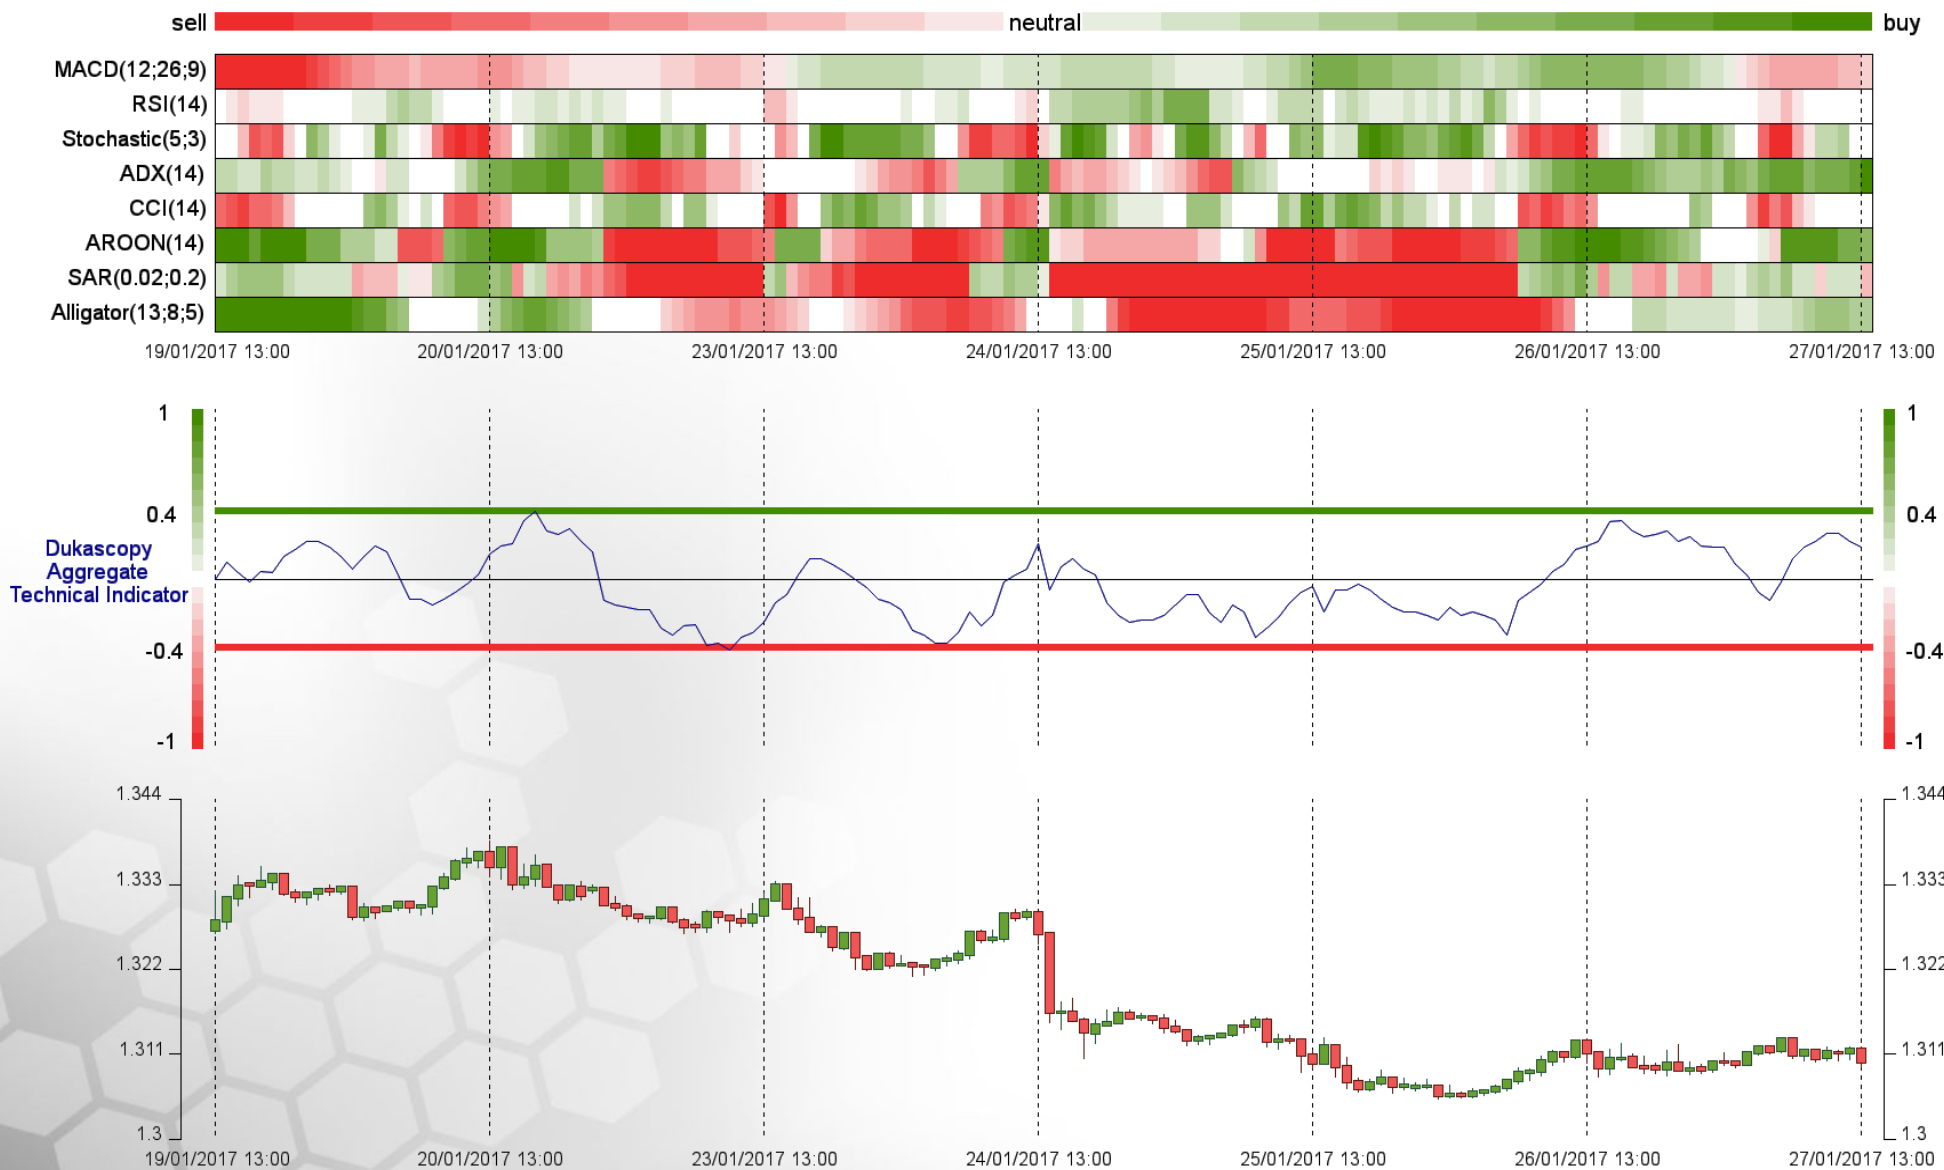 sell neutral buy
MACD(12;26;9)
RSI(14)
Stochastic(5;3)
ADX(14)
CCI(14)
AROON(14)
SAR(0.02;0.2)
Alligator(13;8;5)
19/01/2017 13:00 20/01/2017 13:00 23/01/2017 13:00 24/01/2017 13:00 25/01/2017 13:00 26/01/2017 13:00 27/01/2017 13:00
1 1
0.4 0.4
Dukascopy
Aggregate
Technical Indicator
-0.4 -0.4
-1 -1
1.344 1.344
1.333 1.333
1.322 1.322
1.311 1.311
1.3 1.3
19/01/2017 13:00 20/01/2017 13:00 23/01/2017 13:00 24/01/2017 13:00 25/01/2017 13:00 26/01/2017 13:00 27/01/2017 13:00